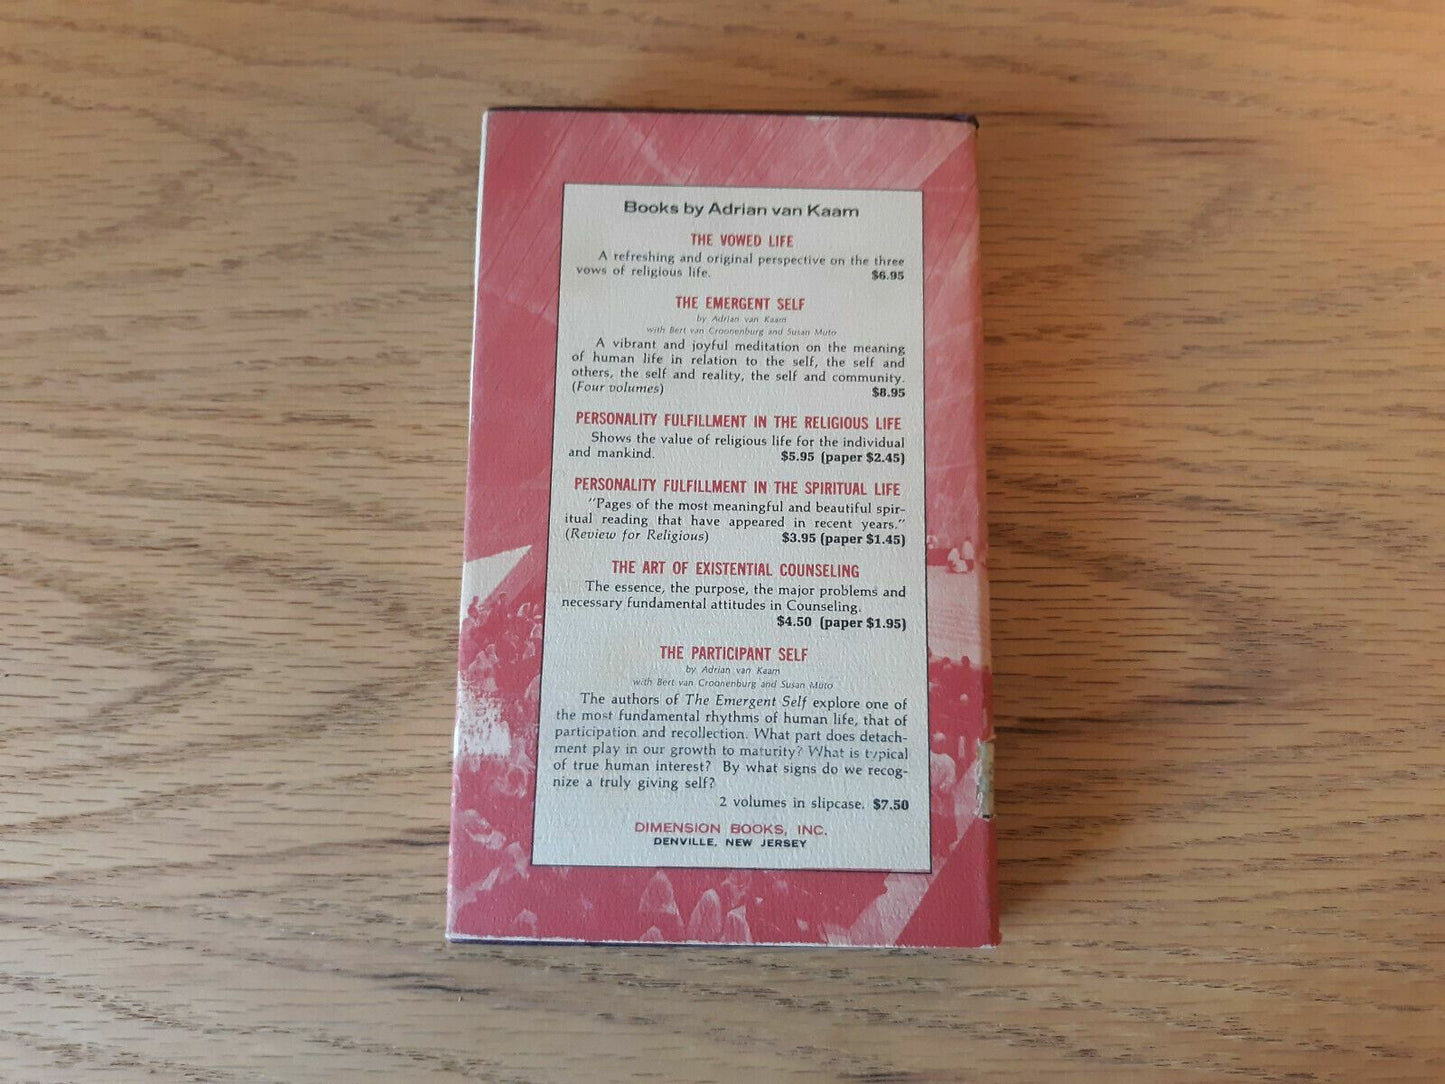 Books by Adrian van Kaam
THE VOWED LIFE
A refreshing and original perspective on the three
vows of religious life. $6.95
THE EMERGENT SELF
by Adrian van Kaam
with Bert van Croonenburg and Susan Muto
A vibrant and joyful meditation on the meaning
of human life in relation to the self, the self and
others, the self and reality, the self and community.
(Four volumes) $8.95
PERSONALITY FULFILLMENT IN THE RELIGIOUS LIFE
Shows the value of religious life for the individual
and mankind. $5.95 (paper $2.45)
PERSONALITY FULFILLMENT IN THE SPIRITUAL LIFE
"Pages of the most meaningful and beautiful spir-
itual reading that have appeared in recent years."
(Review for Religious) $3.95 (paper $1.45)
THE ART OF EXISTENTIAL COUNSELING
The essence, the purpose, the major problems and
necessary fundamental attitudes in Counseling.
$4.50 (paper $1.95)
THE PARTICIPANT SELF
by Adrian van Kaam
with Bert van Croonenburg and Susan Muto
The authors of The Emergent Self explore one of
the most fundamental rhythms of human life, that of
participation and recollection. What part does detach-
ment play in our growth to maturity? What is typical
of true human interest? By what signs do we recog-
nize a truly giving self?
2 volumes in slipcase. $7.50
DIMENSION BOOKS, INC.
DENVILLE, NEW JERSEY